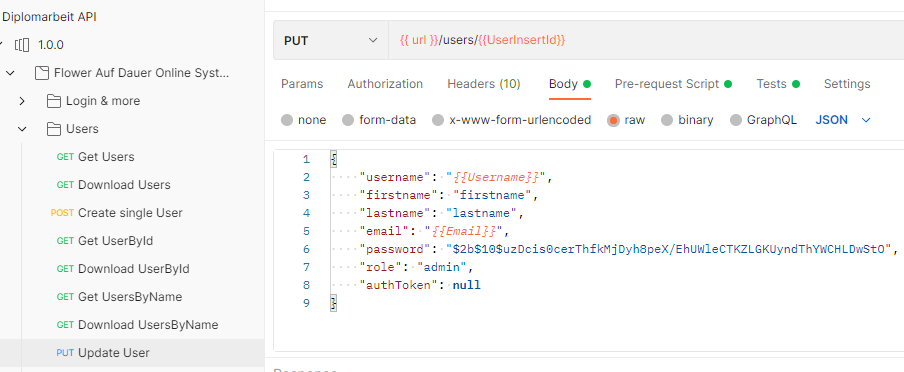 Diplomarbeit API
1.0.0
Flower Auf Dauer Online Syst...
Login & more
Users
GET Get Users
GET Download Users
POST Create single User
GET Get UserById
GET Download UserById
GET Get UsersByName
GET Download UsersByName
PUT Update User
PUT {{ url }}/users/{{UserInsertId}}
Params Authorization Headers (10) Body Pre-request Script Tests Settings
none form-data x-www-form-urlencoded raw binary GraphQL JSON
1 {
2 "username": "{{Username}}",
3 "firstname": "firstname",
4 "lastname": "lastname",
5 "email": "{{Email}}",
6 "password": "$2b$10$uzDcis0cerThfkMjDyh8peX/EhUWleCTKZLGKUyndThYWCHLDwStO",
7 "role": "admin",
8 "authToken": null
9 }
Response